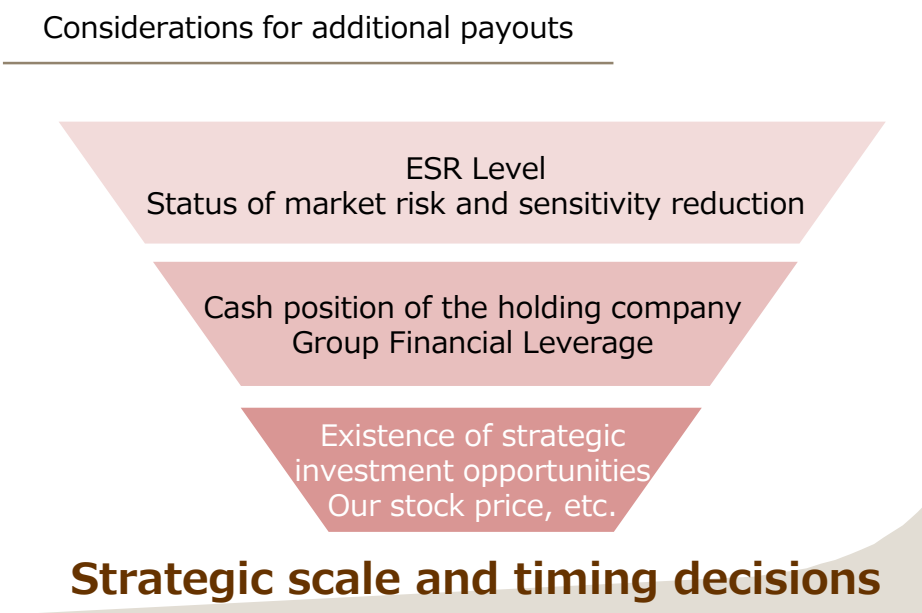 Considerations for additional payouts
ESR Level
Status of market risk and sensitivity reduction
Cash position of the holding company
Group Financial Leverage
Existence of strategic
investment opportunities
Our stock price, etc.
Strategic scale and timing decisions